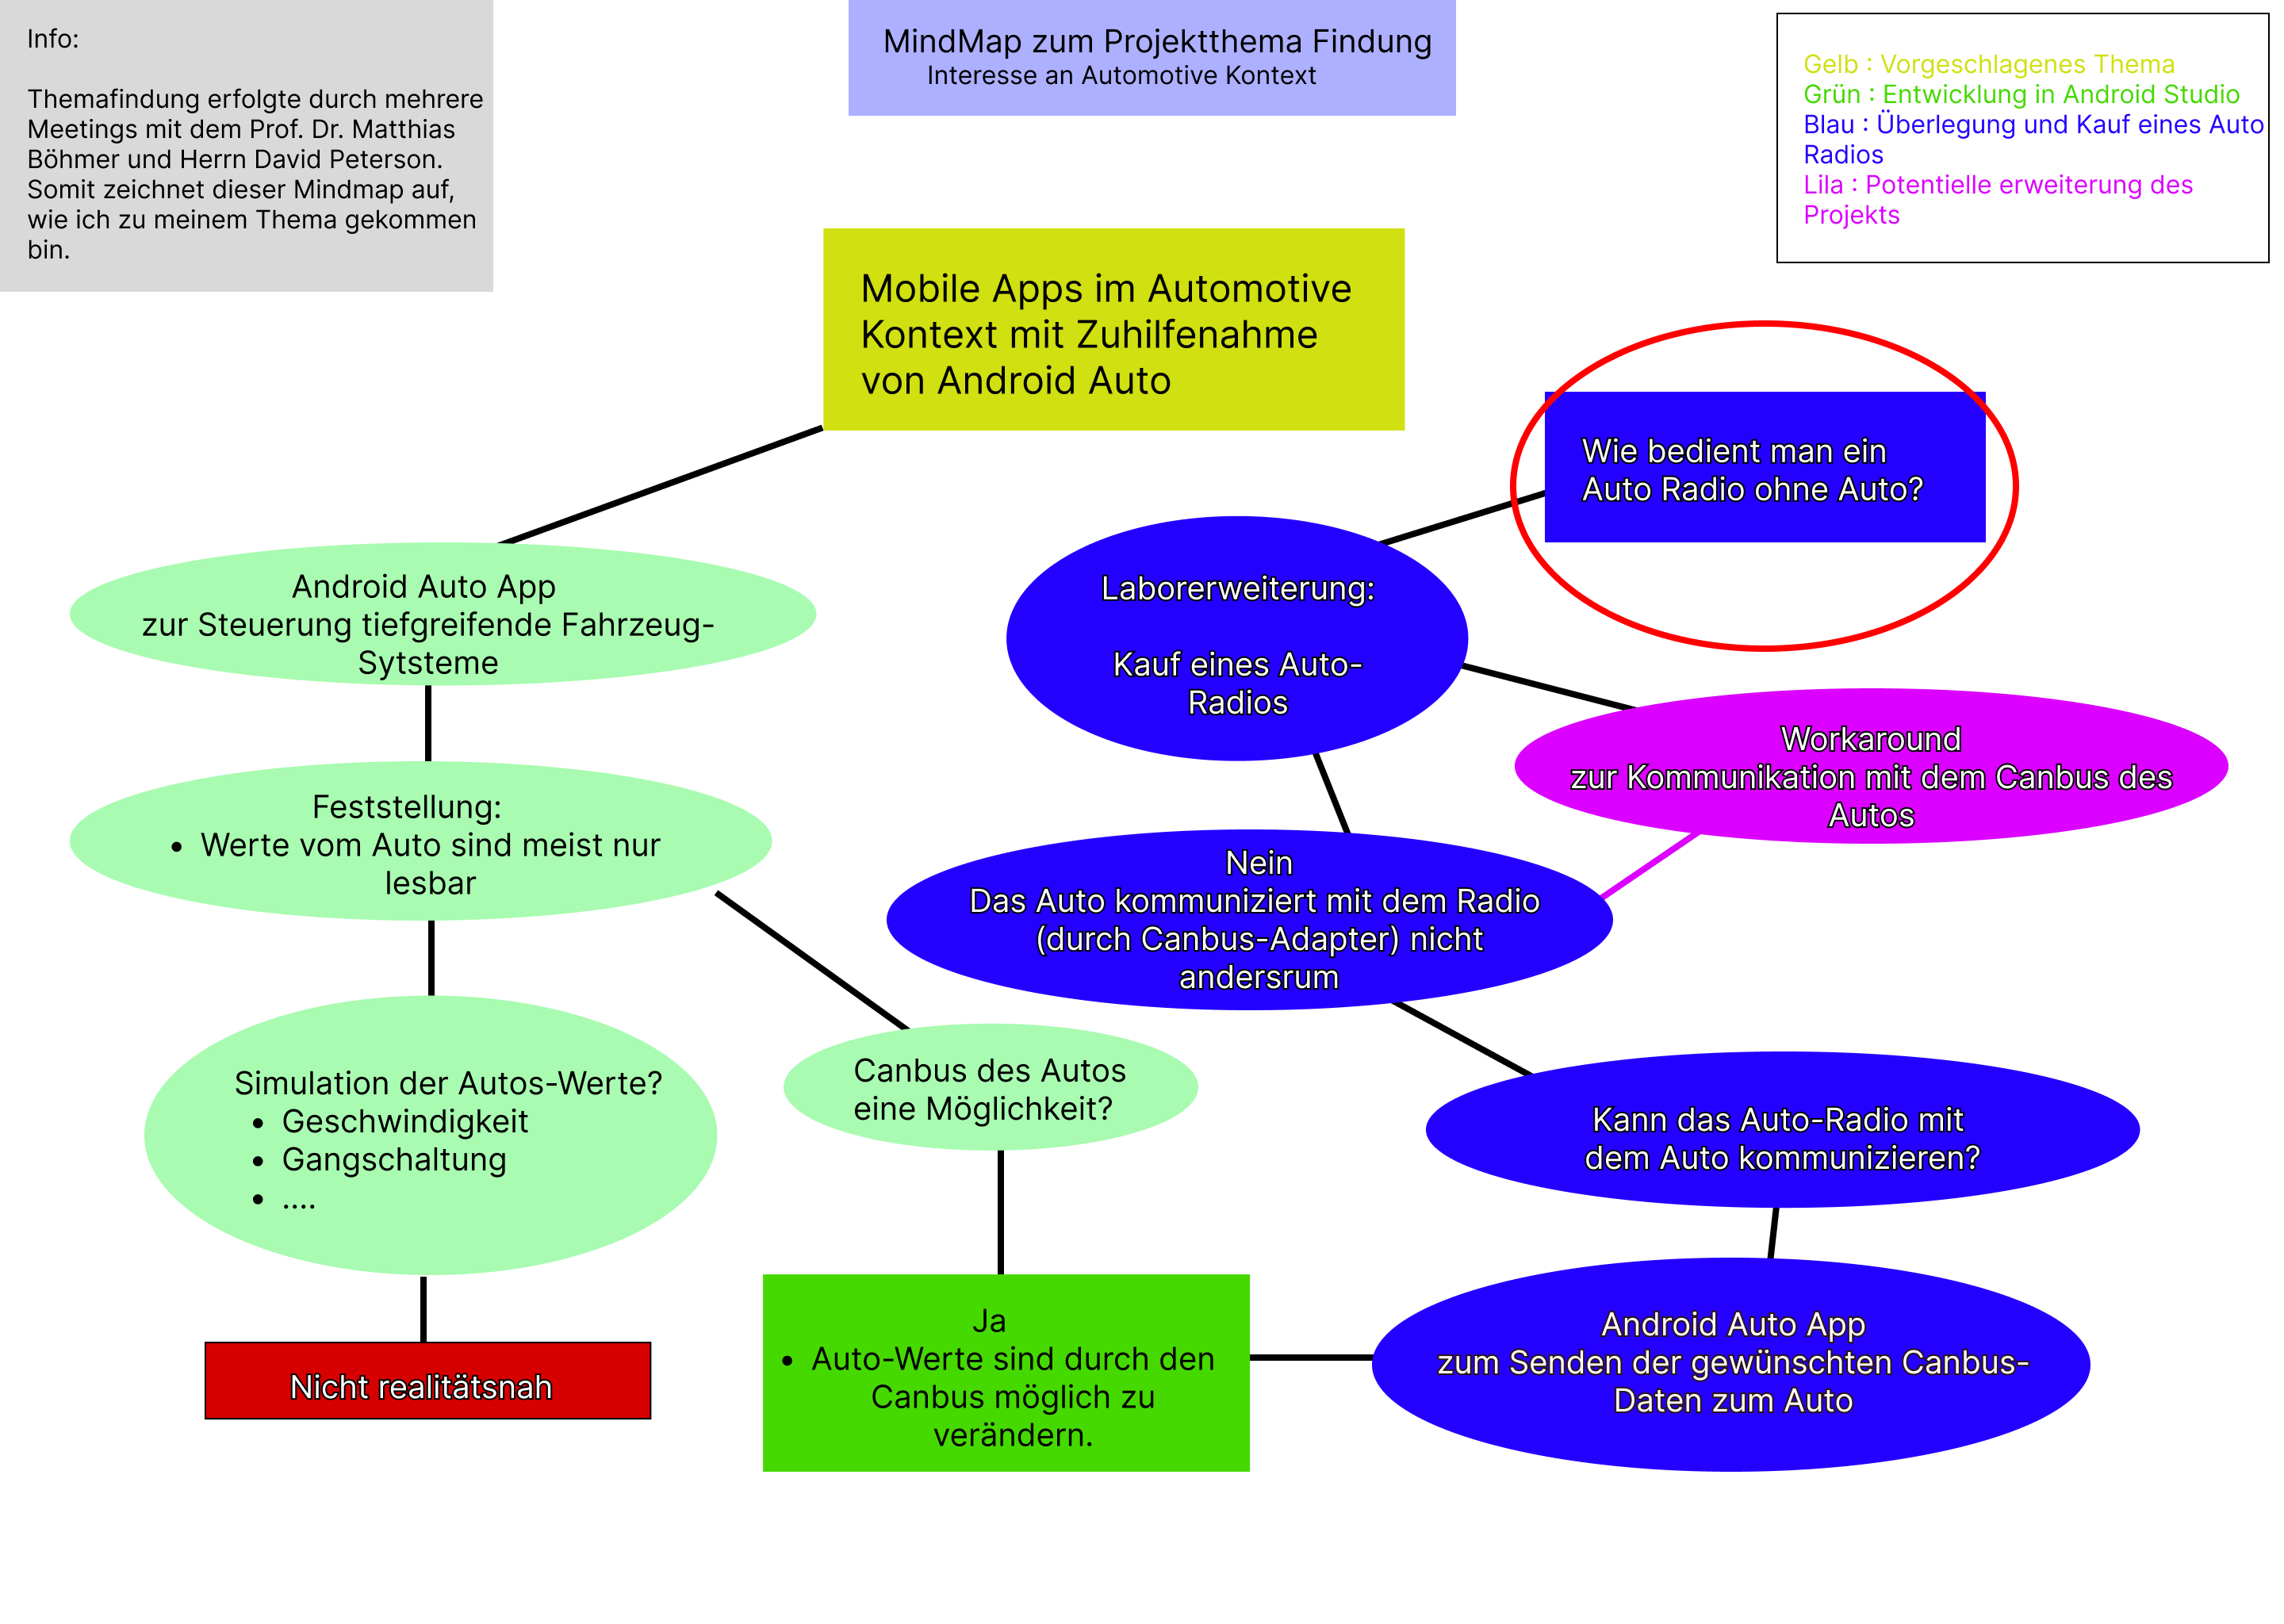 Info:
Themafindung erfolgte durch mehrere
Meetings mit dem Prof. Dr. Matthias
Böhmer und Herrn David Peterson.
Somit zeichnet dieser Mindmap auf,
wie ich zu meinem Thema gekommen
bin.
MindMap zum Projektthema Findung
Interesse an Automotive Kontext
Gelb : Vorgeschlagenes Thema
Grün : Entwicklung in Android Studio
Blau : Überlegung und Kauf eines Auto
Radios
Lila : Potentielle erweiterung des
Projekts
Mobile Apps im Automotive
Kontext mit Zuhilfenahme
von Android Auto
Wie bedient man ein
Auto Radio ohne Auto?
Android Auto App
zur Steuerung tiefgreifende Fahrzeug-
Sytsteme
Laborerweiterung:
Kauf eines Auto-
Radios
Workaround
zur Kommunikation mit dem Canbus des
Autos
Feststellung:
• Werte vom Auto sind meist nur
lesbar
Nein
Das Auto kommuniziert mit dem Radio
(durch Canbus-Adapter) nicht
andersrum
Simulation der Autos-Werte?
• Geschwindigkeit
• Gangschaltung
• ....
Canbus des Autos
eine Möglichkeit?
Kann das Auto-Radio mit
dem Auto kommunizieren?
Nicht realitätsnah
Ja
• Auto-Werte sind durch den
Canbus möglich zu
verändern.
Android Auto App
zum Senden der gewünschten Canbus-
Daten zum Auto